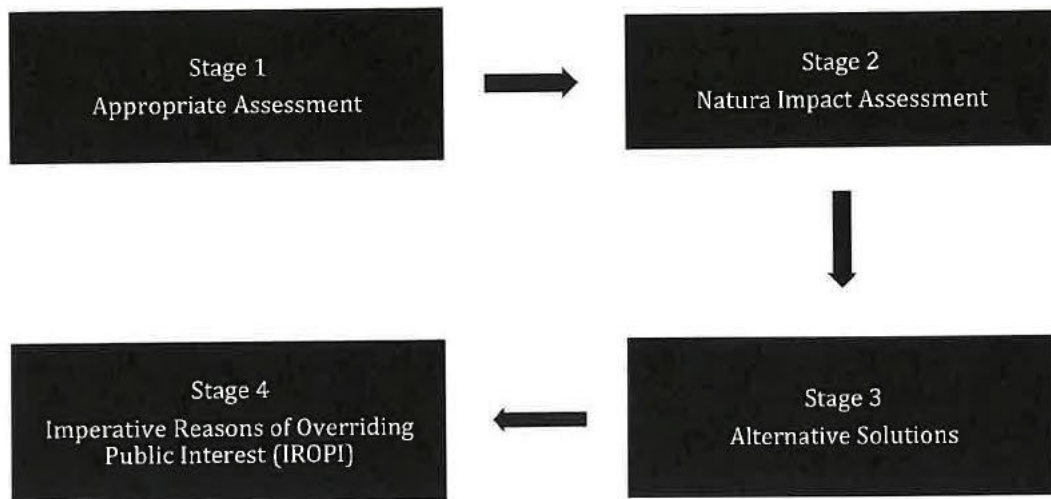 Stage 1
Appropriate Assessment
Stage 2
Natura Impact Assessment
Stage 3
Alternative Solutions
Stage 4
Imperative Reasons of Overriding
Public Interest (IROPI)